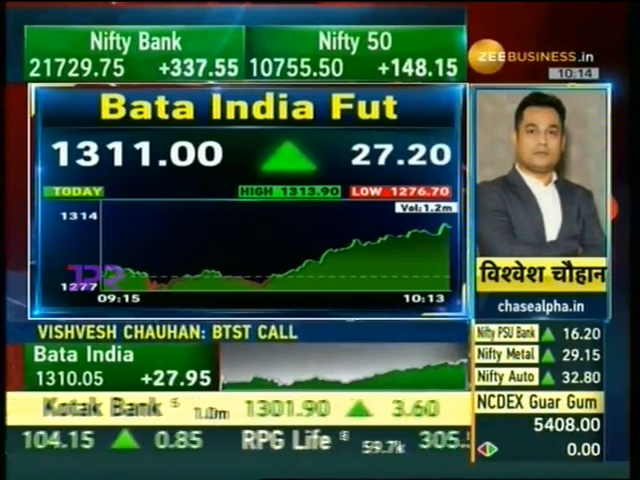 Nifty Bank
21729.75 +337.55
Nifty 50
10755.50 +148.15
ZEEBUSINESS.in
10:14
Bata India Fut
1311.00 27.20
TODAY HIGH 1313.90 LOW 1276.70
Vol:1.2m
1314
1277
09:15 10:13
विश्वेश चौहान
chasealpha.in
VISHVESH CHAUHAN: BTST CALL
Bata India
1310.05 +27.95
Nifty PSU Bank 16.20
Nifty Metal 29.15
Nifty Auto 32.80
NCDEX Guar Gum
5408.00
0.00
Kotak Bank 1.0m 1301.90 3.60
104.15 0.85 RPG Life 59.7k 305.